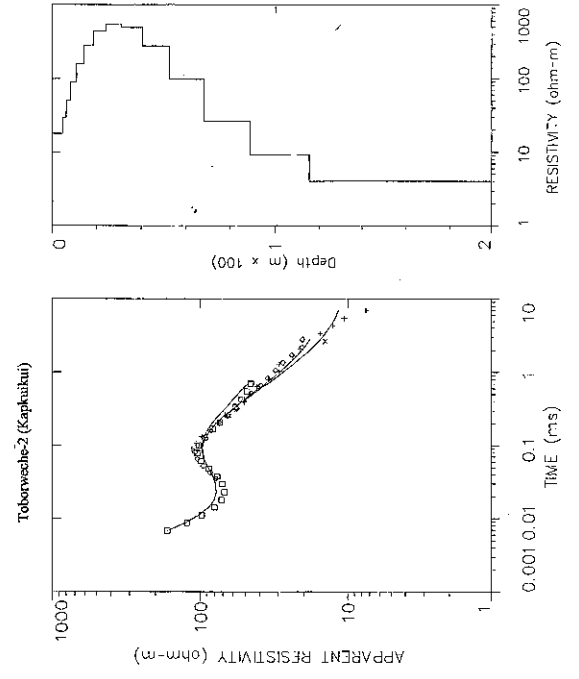 Toborweche-2 (Kapkuikui)
APPARENT RESISTIVITY (ohm-m)
1000
100
10
1
0.001 0.01 0.1 1 10
TIME (ms)
Depth (m x 100)
0
1
2
1 10 100 1000
RESISTIVITY (ohm-m)